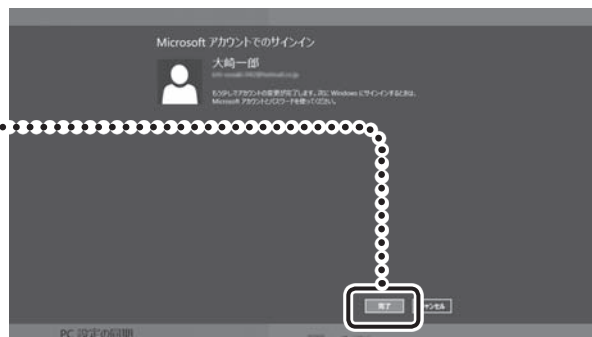 Microsoft アカウントでのサインイン
大崎一郎
もう少しでアカウントの変更が完了します。次に Windows にサインインするときは、
Microsoft アカウントとパスワードを使ってください。
完了
キャンセル
PC 設定の同期